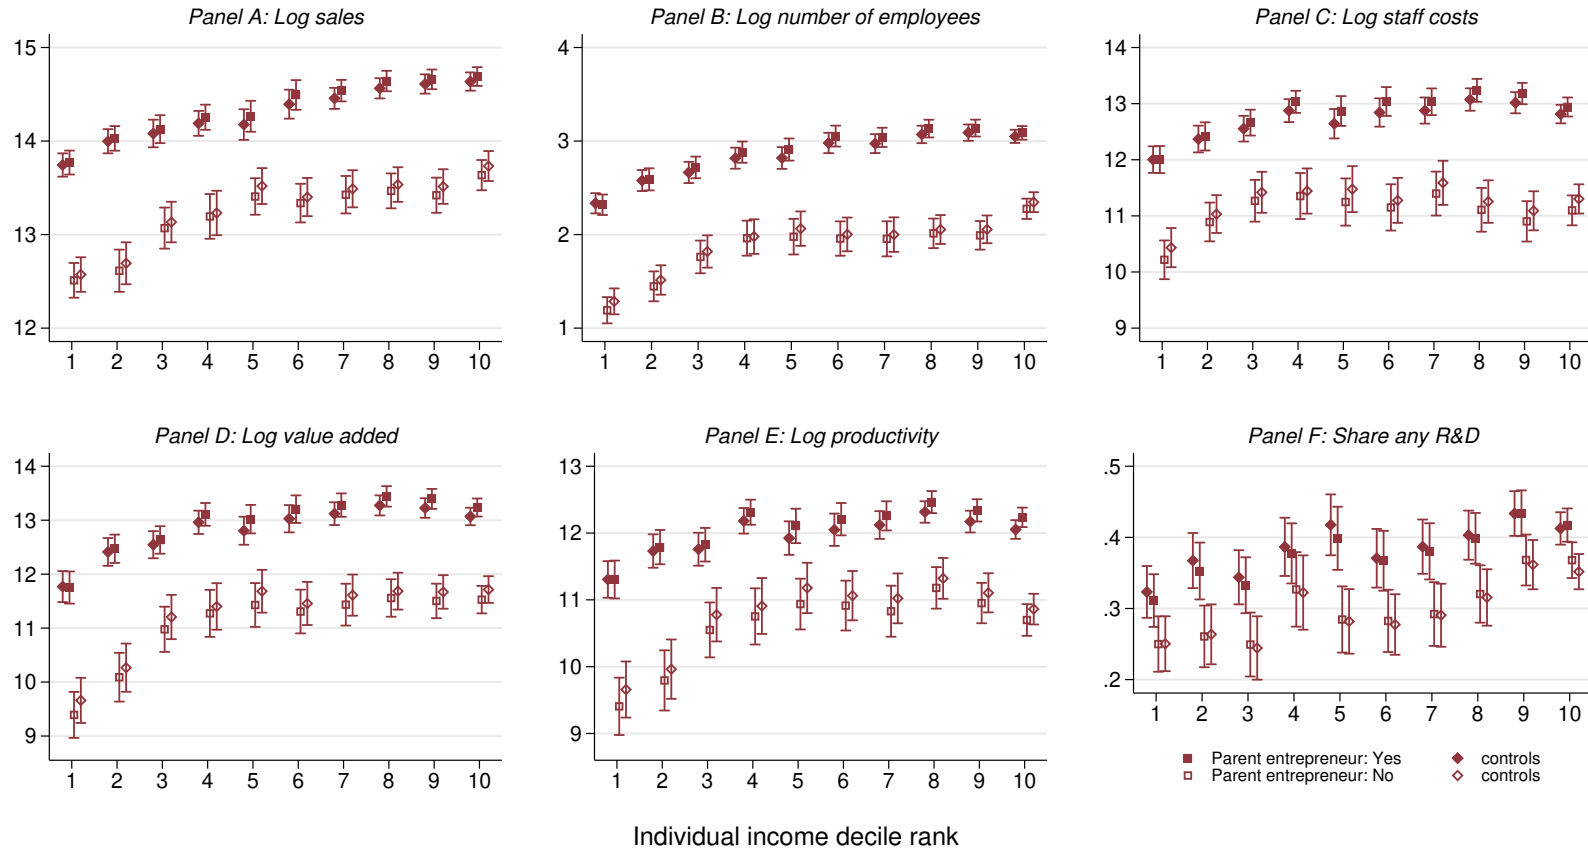 Panel A: Log sales
15
14
13
12
1 2 3 4 5 6 7 8 9 10
Panel B: Log number of employees
4
3
2
1
1 2 3 4 5 6 7 8 9 10
Panel C: Log staff costs
14
13
12
11
10
9
1 2 3 4 5 6 7 8 9 10
Panel D: Log value added
14
13
12
11
10
9
1 2 3 4 5 6 7 8 9 10
Panel E: Log productivity
13
12
11
10
9
1 2 3 4 5 6 7 8 9 10
Panel F: Share any R&D
.5
.4
.3
.2
1 2 3 4 5 6 7 8 9 10
Parent entrepreneur: Yes controls
Parent entrepreneur: No controls
Individual income decile rank